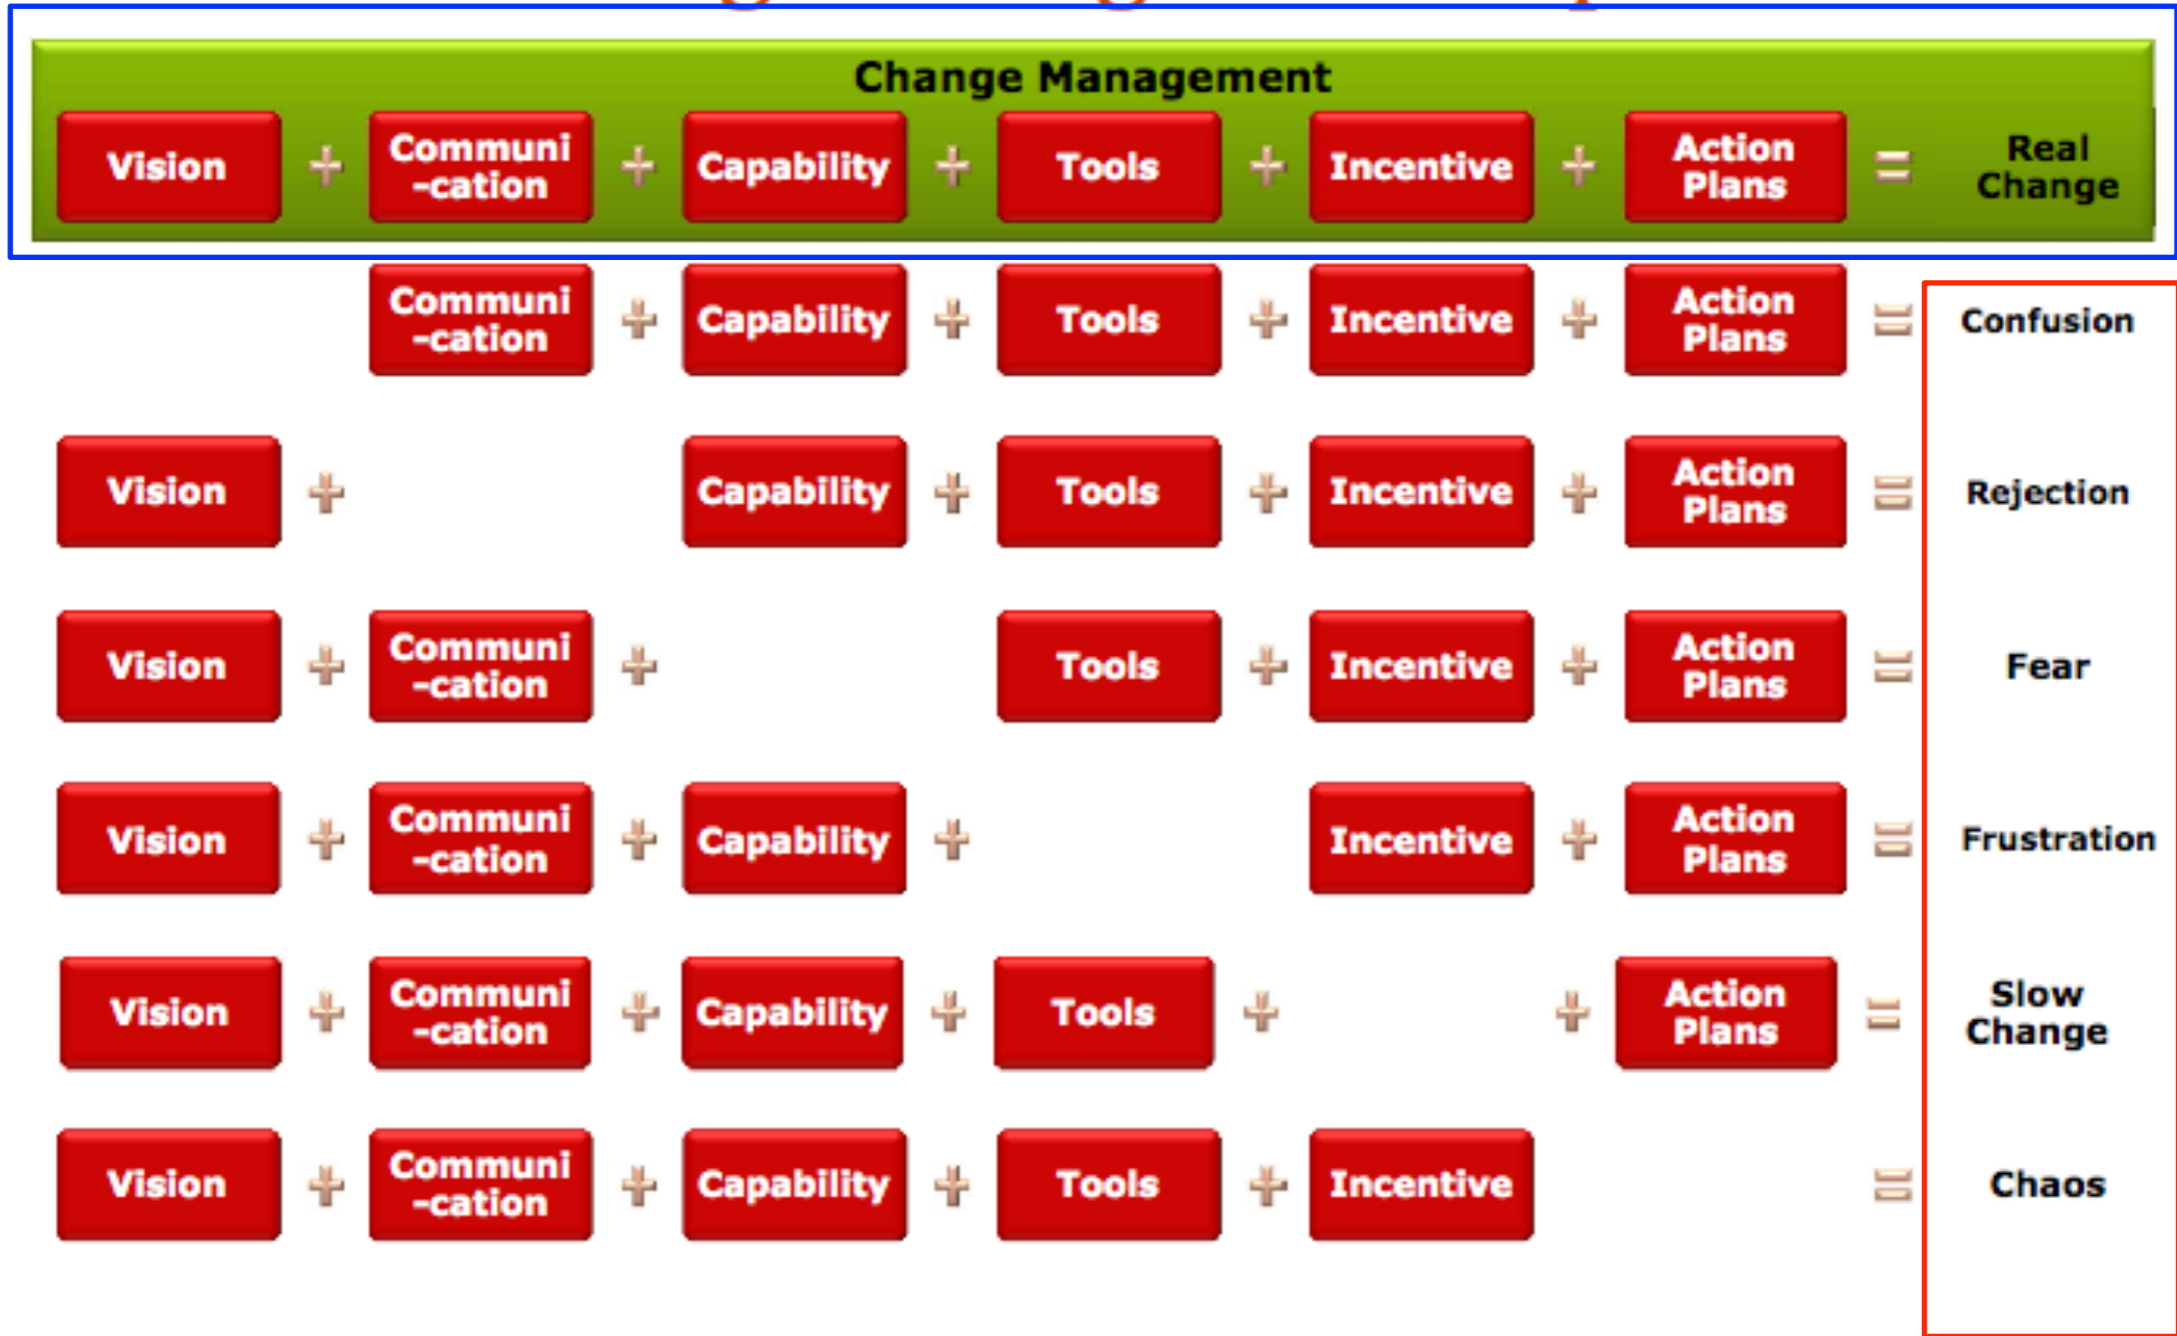 Change Management
Vision + Communi + Capability + Tools + Incentive + Action = Real
-cation Plans Change
Communi + Capability + Tools + Incentive + Action = Confusion
-cation Plans
Vision + Capability + Tools + Incentive + Action = Rejection
Plans
Vision + Communi + Tools + Incentive + Action = Fear
-cation Plans
Vision + Communi + Capability + Incentive + Action = Frustration
-cation Plans
Vision + Communi + Capability + Tools + + Action = Slow
-cation Plans Change
Vision + Communi + Capability + Tools + Incentive = Chaos
-cation